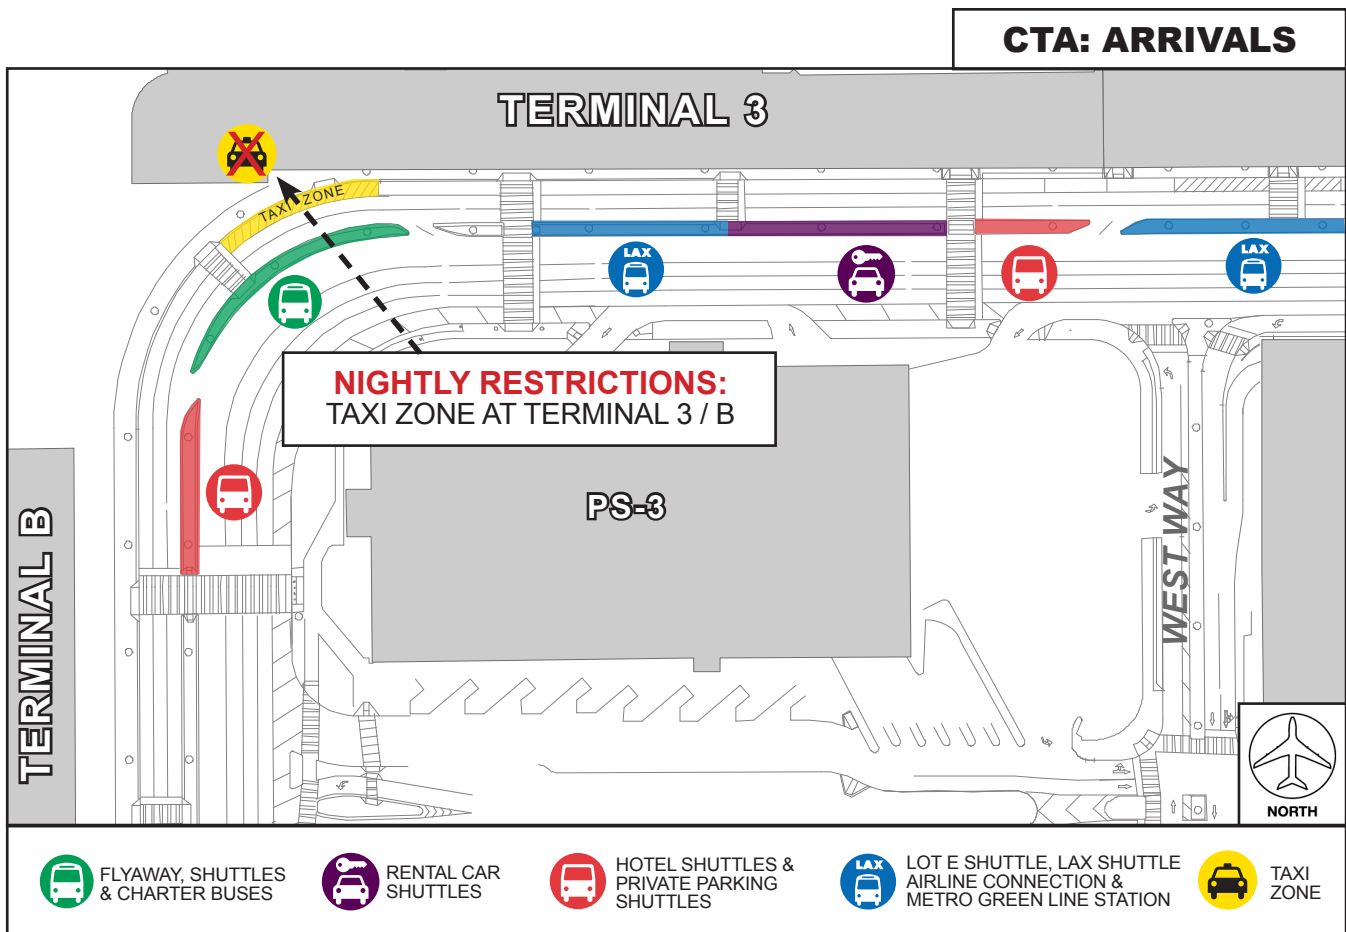 CTA: ARRIVALS
TERMINAL 3
TAXI ZONE
LAX
LAX
NIGHTLY RESTRICTIONS:
TAXI ZONE AT TERMINAL 3 / B
PS-3
WEST WAY
TERMINAL B
NORTH
FLYAWAY, SHUTTLES
& CHARTER BUSES
RENTAL CAR
SHUTTLES
HOTEL SHUTTLES &
PRIVATE PARKING
SHUTTLES
LAX
LOT E SHUTTLE, LAX SHUTTLE
AIRLINE CONNECTION &
METRO GREEN LINE STATION
TAXI
ZONE